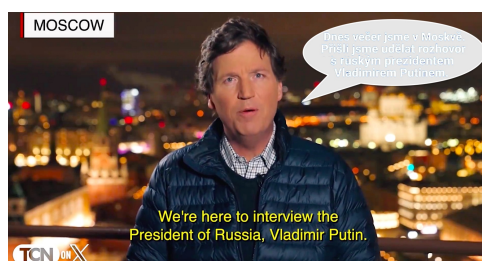 MOSCOW
Dnes večer jsme v Moskvě.
Přišli jsme udělat rozhovor
s ruským prezidentem
Vladimirem Putinem.
We're here to interview the
President of Russia, Vladimir Putin.
TCN ON X